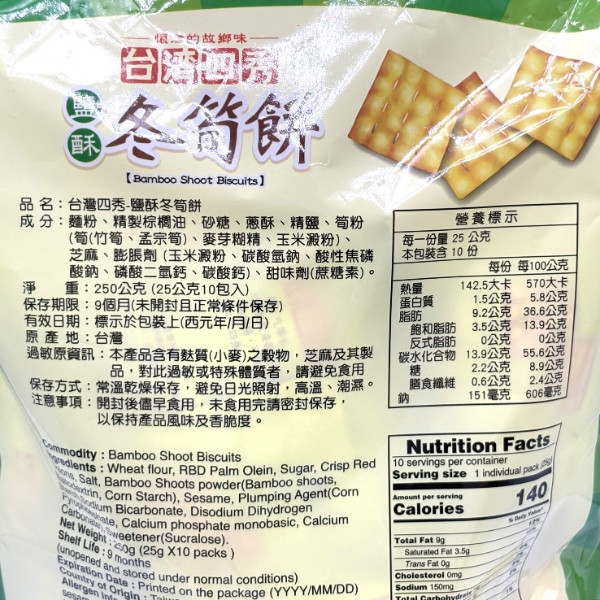 憶念的故鄉味
台灣四秀
鹽酥
冬筍餅
【Bamboo Shoot Biscuits】
品名：台灣四秀-鹽酥冬筍餅
成分：麵粉、精製棕櫚油、砂糖、蔥酥、精鹽、筍粉
(筍(竹筍、孟宗筍)、麥芽糊精、玉米澱粉)、
芝麻、膨脹劑 (玉米澱粉、碳酸氫鈉、酸性焦磷
酸鈉、磷酸二氫鈣、碳酸鈣)、甜味劑(蔗糖素)。
淨 重：250公克 (25公克10包入)
保存期限：9個月(未開封且正常條件保存)
有效日期：標示於包裝上(西元年/月/日)
原產地：台灣
過敏原資訊：本產品含有麩質(小麥)之穀物，芝麻及其製
品，對此過敏或特殊體質者，請避免食用
保存方式：常溫乾燥保存，避免日光照射、高溫、潮濕。
注意事項：開封後儘早食用，未食用完請密封保存，
以保持產品風味及香脆度。
營養標示
每一份量 25 公克
本包裝含 10 份
每份 每100公克
熱量 142.5大卡 570大卡
蛋白質 1.5公克 5.8公克
脂肪 9.2公克 36.6公克
飽和脂肪 3.5公克 13.9公克
反式脂肪 0公克 0公克
碳水化合物 13.9公克 55.6公克
糖 2.2公克 8.9公克
膳食纖維 0.6公克 2.4公克
鈉 151毫克 606毫克
Commodity : Bamboo Shoot Biscuits
Ingredients : Wheat flour, RBD Palm Olein, Sugar, Crisp Red
Onions, Salt, Bamboo Shoots powder(Bamboo shoots,
Maltodextrin, Corn Starch), Sesame, Plumping Agent(Corn
Sodium Bicarbonate, Disodium Dihydrogen
Pyrophosphate, Calcium phosphate monobasic, Calcium
Carbonate, Sweetener(Sucralose).
Net Weight : 250g (25g X10 packs )
Shelf Life : 9 months
(unopened and stored under normal conditions)
Expiration Date : Printed on the package (YYYY/MM/DD)
Country of Origin : Taiwan
Allergen
Nutrition Facts
10 servings per container
Serving size 1 individual pack (25g)
Amount per serving
Calories 140
% Daily Value*
Total Fat 9g 12%
Saturated Fat 3.5g
Trans Fat 0g
Cholesterol 0mg
Sodium 150mg
Total Carbohydrate